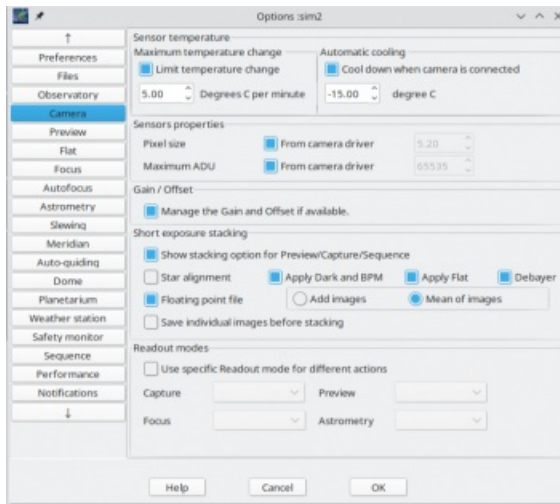 Options :sim2
↑
Preferences
Files
Observatory
Camera
Preview
Flat
Focus
Autofocus
Astrometry
Slewing
Meridian
Auto-guiding
Dome
Planetarium
Weather station
Safety monitor
Sequence
Performance
Notifications
↓
Sensor temperature
Maximum temperature change
Limit temperature change
5.00 Degrees C per minute
Automatic cooling
Cool down when camera is connected
-15.00 degree C
Sensors properties
Pixel size From camera driver 5.20
Maximum ADU From camera driver 65535
Gain / Offset
Manage the Gain and Offset if available.
Short exposure stacking
Show stacking option for Preview/Capture/Sequence
Star alignment Apply Dark and BPM Apply Flat Debayer
Floating point file Add images Mean of images
Save individual images before stacking
Readout modes
Use specific Readout mode for different actions
Capture Preview
Focus Astrometry
Help Cancel OK